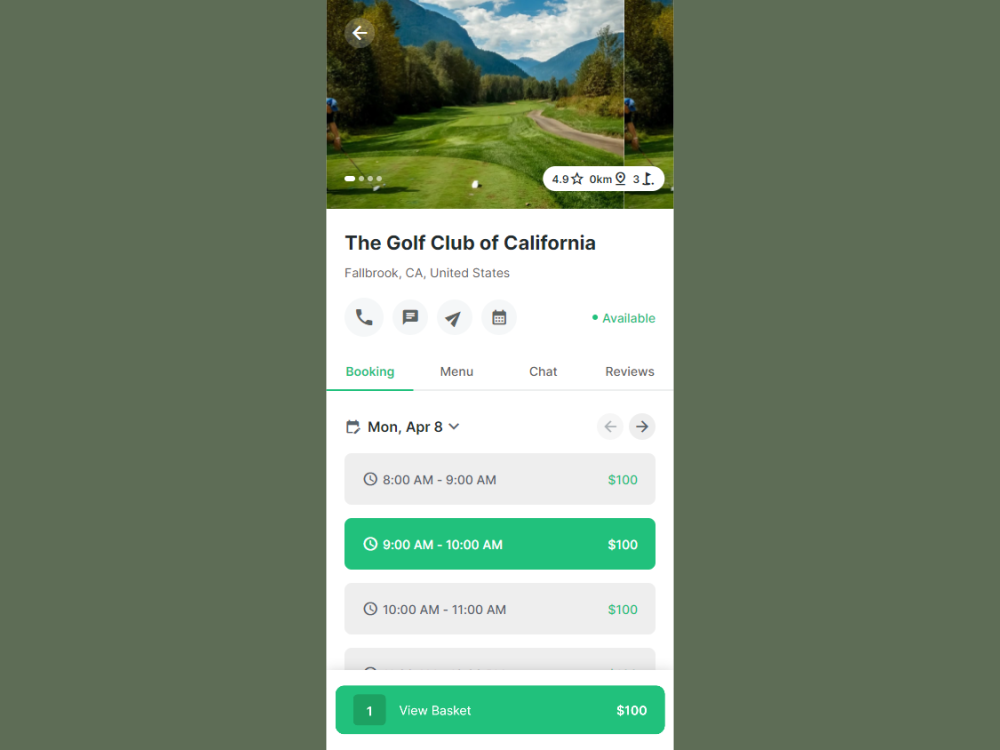 4.9 0km 3
The Golf Club of California
Fallbrook, CA, United States
Available
Booking Menu Chat Reviews
Mon, Apr 8
8:00 AM - 9:00 AM $100
9:00 AM - 10:00 AM $100
10:00 AM - 11:00 AM $100
1 View Basket $100